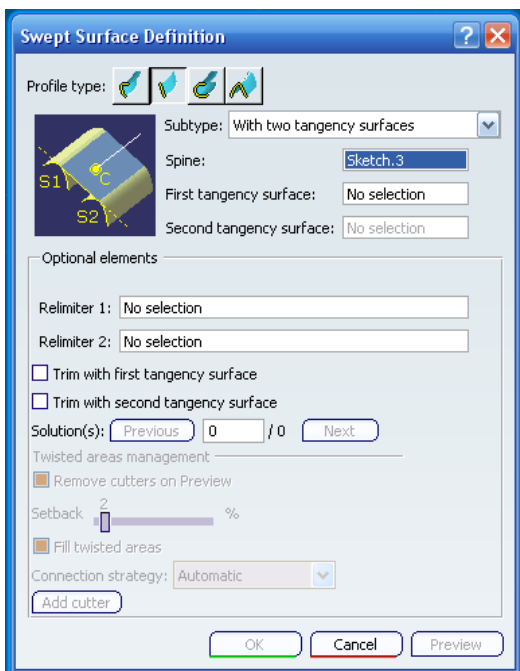 Swept Surface Definition
Profile type:
Subtype: With two tangency surfaces
Spine: Sketch.3
First tangency surface: No selection
Second tangency surface: No selection
S1 C S2
Optional elements
Relimiter 1: No selection
Relimiter 2: No selection
Trim with first tangency surface
Trim with second tangency surface
Solution(s): Previous 0 / 0 Next
Twisted areas management
Remove cutters on Preview
2
Setback %
Fill twisted areas
Connection strategy: Automatic
Add cutter
OK Cancel Preview